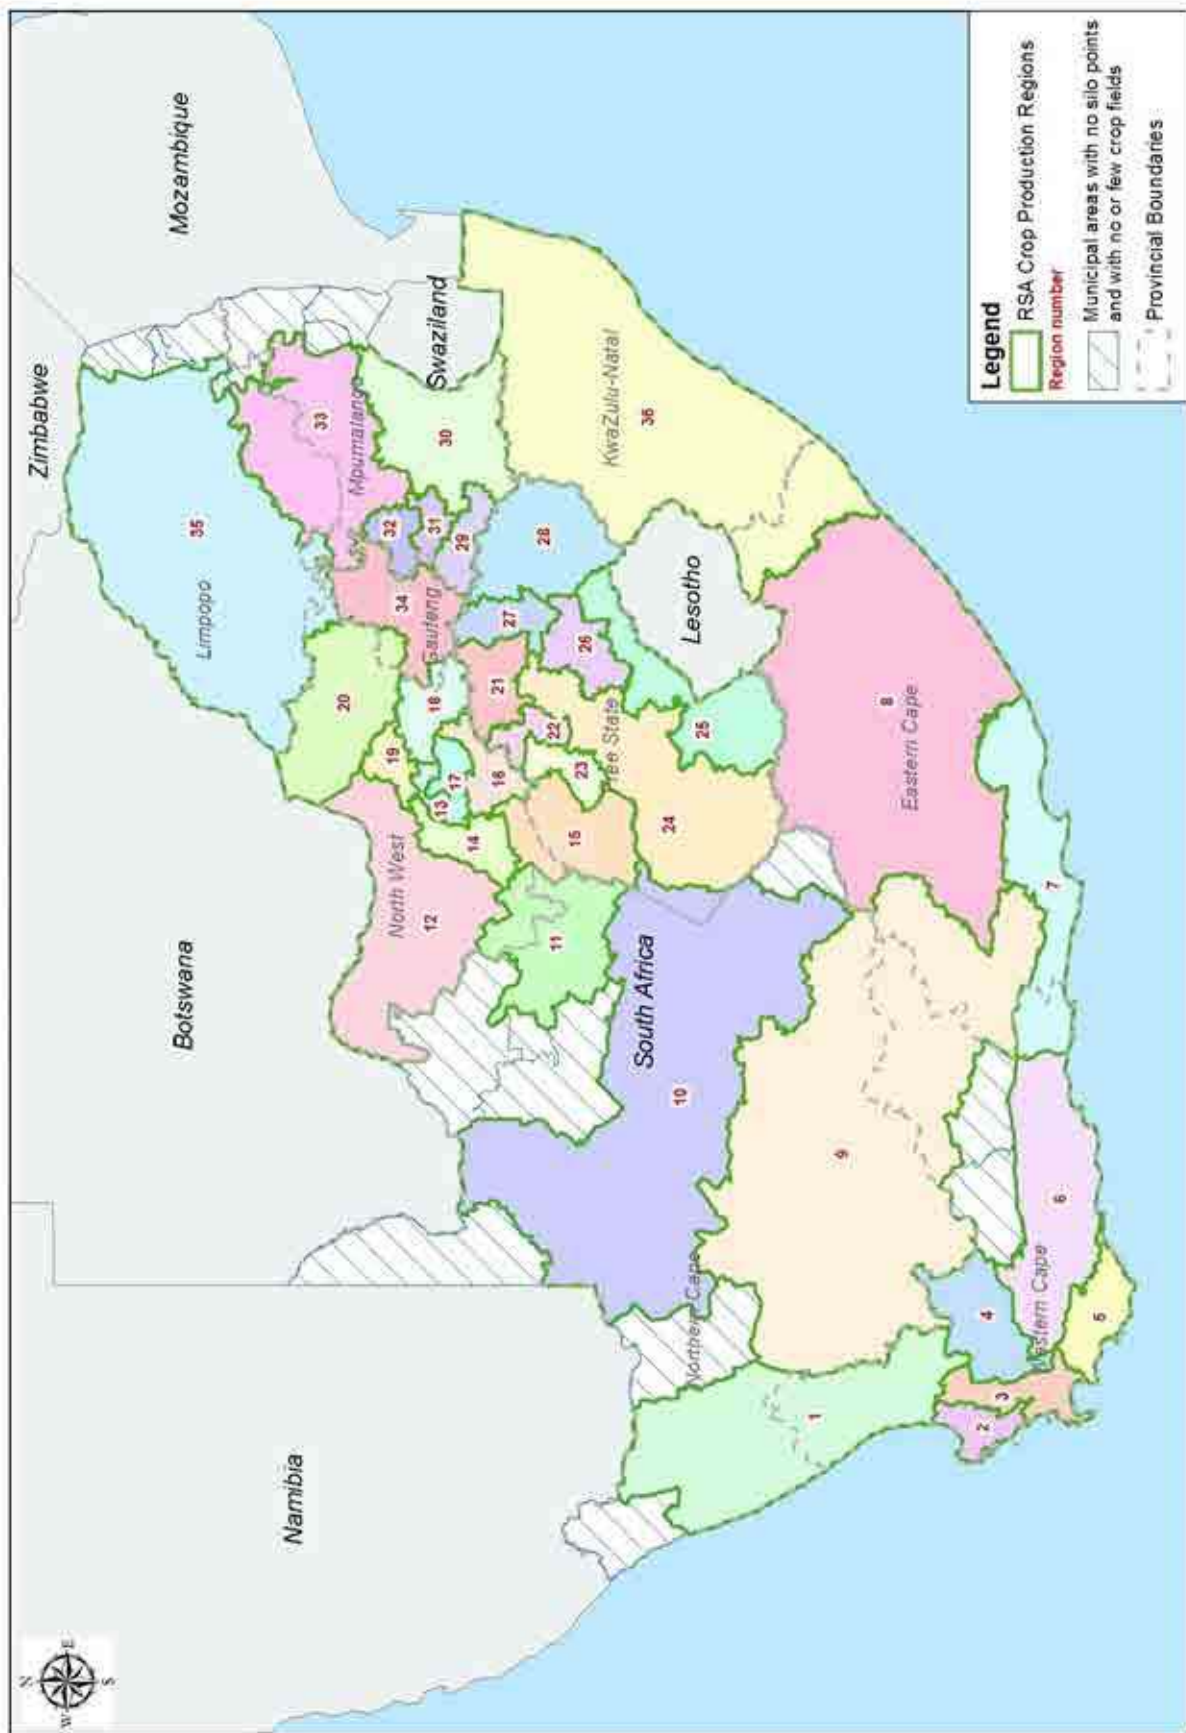 N
W
E
S
Zimbabwe
Mozambique
Botswana
Namibia
Limpopo
35
33
Mpumalanga
20
32
34
Gauteng
31
30
Swaziland
North West
12
19
18
13
17
14
16
21
29
27
28
22
26
23
15
11
Free State
24
25
KwaZulu-Natal
36
Lesotho
South Africa
10
Northern Cape
1
9
8
Eastern Cape
7
6
4
Western Cape
3
2
5
Legend
RSA Crop Production Regions
Region number
Municipal areas with no silo points
and with no or few crop fields
Provincial Boundaries